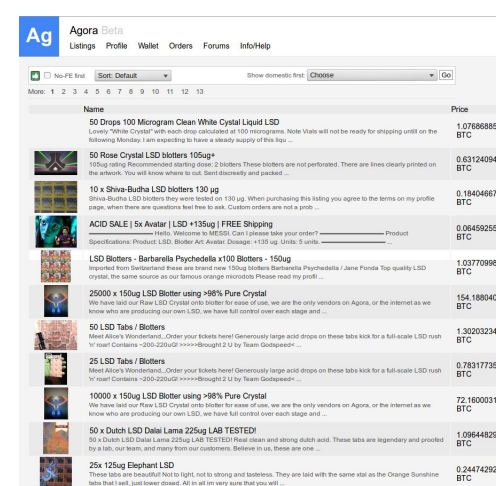 Ag
Agora Beta
Listings Profile Wallet Orders Forums Info/Help
No-FE first Sort: Default Show domestic first: Choose Go
More: 1 2 3 4 5 6 7 8 9 10 11 12 13
Name Price
50 Drops 100 Microgram Clean White Cystal Liquid LSD
Lovely "White Crystal" with each drop calculated at 100 micrograms. Note Vials will not be ready for shipping untill on the
following Monday. I am expecting to have a steady supply of this liqu ...
1.07686885
BTC
50 Rose Crystal LSD blotters 105ug+
105ug rating Recommended starting dose: 2 blotters These blotters are not perforated. There are lines clearly printed on
the artwork. You will know where to cut. Sent discreetly and packed ...
0.63124094
BTC
10 x Shiva-Budha LSD blotters 130 µg
Shiva-Budha LSD blotters they were tested on 130 µg. When purchasing this listing you agree to the terms on my profile
page, when there are questions feel free to ask. Custom orders are not a prob ...
0.18404667
BTC
ACID SALE | 5x Avatar | LSD +135ug | FREE Shipping
Hello. Welcome to MESSI. Can I please take your order? Product
Specifications: Product: LSD. Blotter Art: Avatar. Dosage: +135 ug. Units: 5 units. ...
0.06459255
BTC
LSD Blotters - Barbarella Psychedella x100 Blotters - 150ug
Imported from Switzerland these are brand new 150ug blotters Barbarella Psychedella / Jane Fonda Top quality LSD
crystal, the same source as our famous orange microdots Please read my profil ...
1.03770998
BTC
25000 x 150ug LSD Blotter using >98% Pure Crystal
We have laid our Raw LSD Crystal onto blotter for ease of use, we are the only vendors on Agora, or the internet as we
know who are producing our own LSD, we have full control over each stage and ...
154.188040
BTC
50 LSD Tabs / Blotters
Meet Alice's Wonderland,,,Order your tickets here! Generously large acid drops on these tabs kick for a full-scale LSD rush
'n' roar! Contains ~200-220uG! >>>>>Brought 2 U by Team Godspeed< ...
1.30203234
BTC
25 LSD Tabs / Blotters
Meet Alice's Wonderland,,,Order your tickets here! Generously large acid drops on these tabs kick for a full-scale LSD rush
'n' roar! Contains ~200-220uG! >>>>>Brought 2 U by Team Godspeed< ...
0.78317735
BTC
10000 x 150ug LSD Blotter using >98% Pure Crystal
We have laid our Raw LSD Crystal onto blotter for ease of use, we are the only vendors on Agora, or the internet as we
know who are producing our own LSD, we have full control over each stage and ...
72.1600031
BTC
50 x Dutch LSD Dalai Lama 225ug LAB TESTED!
50 x Dutch LSD Dalai Lama 225ug LAB TESTED! Real clean and strong dutch acid. These tabs are legendary and proofed
by a lab, our team, and many from our customers. Believe in us, these are one ...
1.09644829
BTC
25x 125ug Elephant LSD
These tabs are beautiful! Not to light, not to strong and tasteless. They are laid with the same xtal as the Orange Sunshine
tabs that I sell, just lower dosed. All in all im very sure that you will ...
0.24474292
BTC